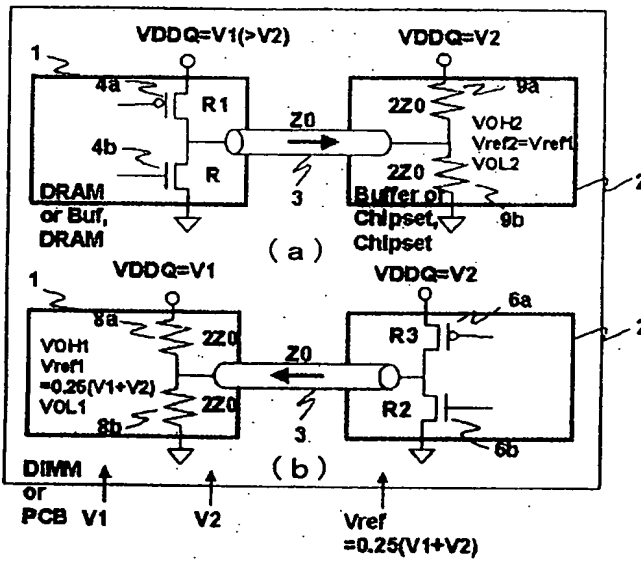 VDDQ=V1(>V2)
VDDQ=V2
1
4a
R1
4b
R
Z0
3
9a
2Z0
VOH2
Vref2=Vref1
VOL2
2Z0
9b
2
DRAM
or Buf,
DRAM
Buffer or
Chipset,
Chipset
(a)
VDDQ=V1
VDDQ=V2
1
8a
2Z0
VOH1
Vref1
=0.25(V1+V2)
VOL1
2Z0
8b
Z0
3
6a
R3
R2
6b
2
(b)
DIMM
or
PCB
V1
V2
Vref
=0.25(V1+V2)